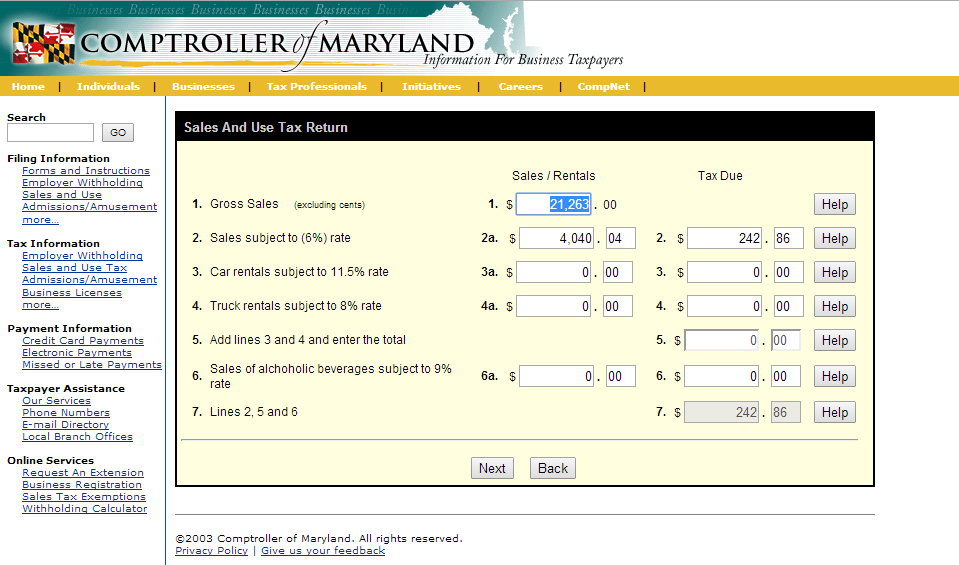 Businesses Businesses Businesses Businesses Businesses
COMPTROLLER of MARYLAND
Information For Business Taxpayers
Home | Individuals | Businesses | Tax Professionals | Initiatives | Careers | CompNet |
Search
GO
Filing Information
Forms and Instructions
Employer Withholding
Sales and Use
Admissions/Amusement
more...
Tax Information
Employer Withholding
Sales and Use Tax
Admissions/Amusement
Business Licenses
more...
Payment Information
Credit Card Payments
Electronic Payments
Missed or Late Payments
Taxpayer Assistance
Our Services
Phone Numbers
E-mail Directory
Local Branch Offices
Online Services
Request An Extension
Business Registration
Sales Tax Exemptions
Withholding Calculator
Sales And Use Tax Return
Sales / Rentals Tax Due
1. Gross Sales (excluding cents) 1. $ 21,263 . 00 Help
2. Sales subject to (6%) rate 2a. $ 4,040 . 04 2. $ 242 . 86 Help
3. Car rentals subject to 11.5% rate 3a. $ 0 . 00 3. $ 0 . 00 Help
4. Truck rentals subject to 8% rate 4a. $ 0 . 00 4. $ 0 . 00 Help
5. Add lines 3 and 4 and enter the total 5. $ 0 . 00 Help
6. Sales of alchoholic beverages subject to 9%
rate 6a. $ 0 . 00 6. $ 0 . 00 Help
7. Lines 2, 5 and 6 7. $ 242 . 86 Help
Next Back
©2003 Comptroller of Maryland. All rights reserved.
Privacy Policy | Give us your feedback